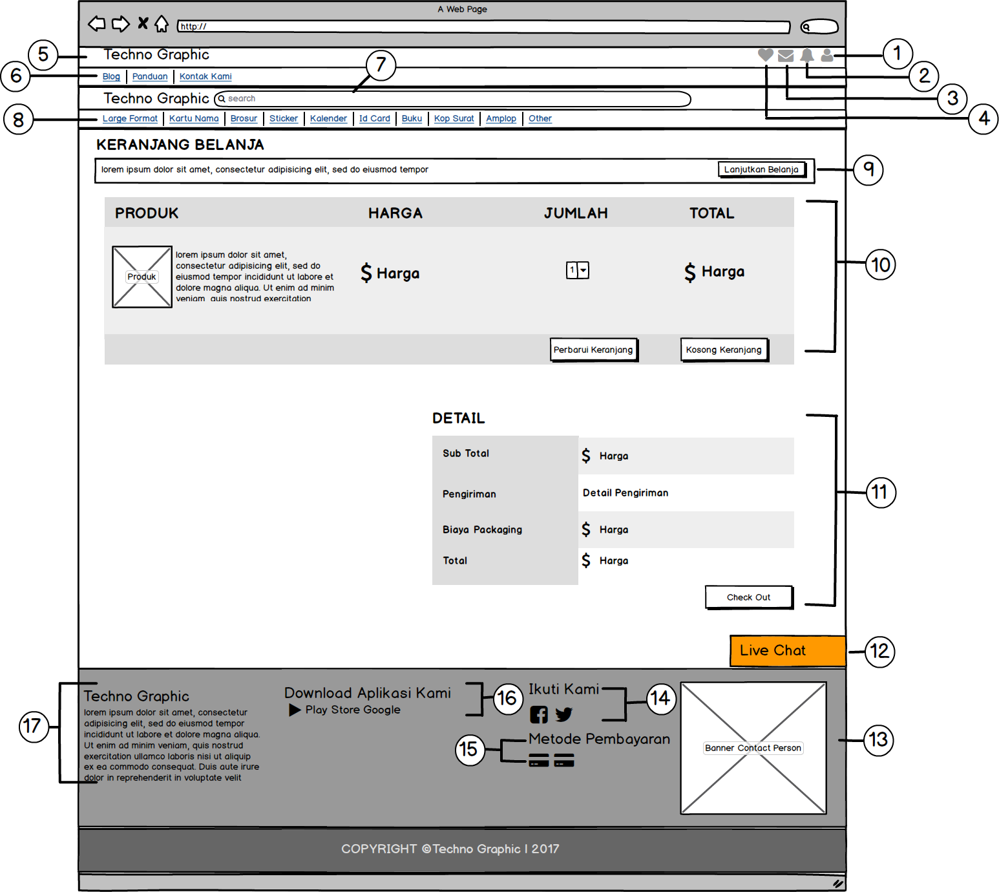 A Web Page
http://
5
Techno Graphic
1
6
Blog
Panduan
Kontak Kami
7
2
Techno Graphic
search
3
8
Large Format
Kartu Nama
Brosur
Sticker
Kalender
Id Card
Buku
Kop Surat
Amplop
Other
4
KERANJANG BELANJA
lorem ipsum dolor sit amet, consectetur adipisicing elit, sed do eiusmod tempor
Lanjutkan Belanja
9
PRODUK
HARGA
JUMLAH
TOTAL
Produk
lorem ipsum dolor sit amet,
consectetur adipisicing elit, sed do
eiusmod tempor incididunt ut labore et
dolore magna aliqua. Ut enim ad minim
veniam, quis nostrud exercitation
$ Harga
1
$ Harga
10
Perbarui Keranjang
Kosong Keranjang
DETAIL
Sub Total
$ Harga
Pengiriman
Detail Pengiriman
11
Biaya Packaging
$ Harga
Total
$ Harga
Check Out
Live Chat
12
17
Techno Graphic
lorem ipsum dolor sit amet, consectetur
adipisicing elit, sed do eiusmod tempor
incididunt ut labore et dolore magna aliqua.
Ut enim ad minim veniam, quis nostrud
exercitation ullamco laboris nisi ut aliquip
ex ea commodo consequat. Duis aute irure
dolor in reprehenderit in voluptate velit
Download Aplikasi Kami
Play Store Google
16
Ikuti Kami
14
15
Metode Pembayaran
Banner Contact Person
13
COPYRIGHT ©Techno Graphic | 2017